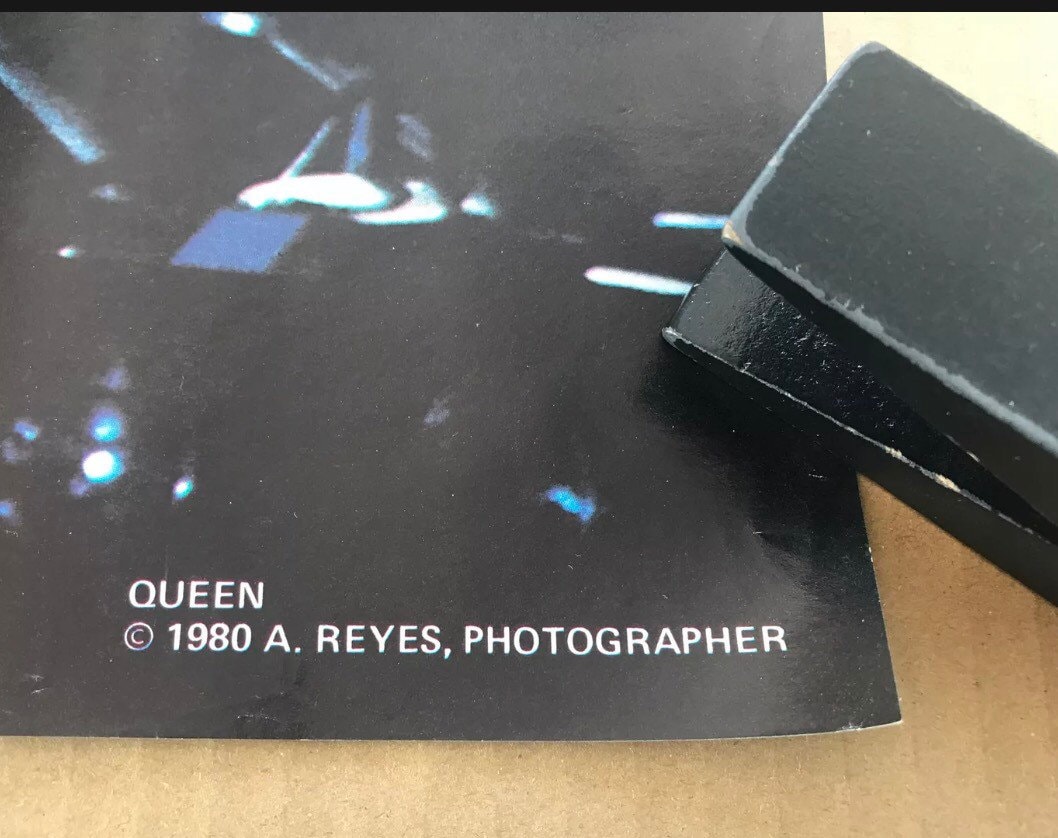 QUEEN
© 1980 A. REYES, PHOTOGRAPHER